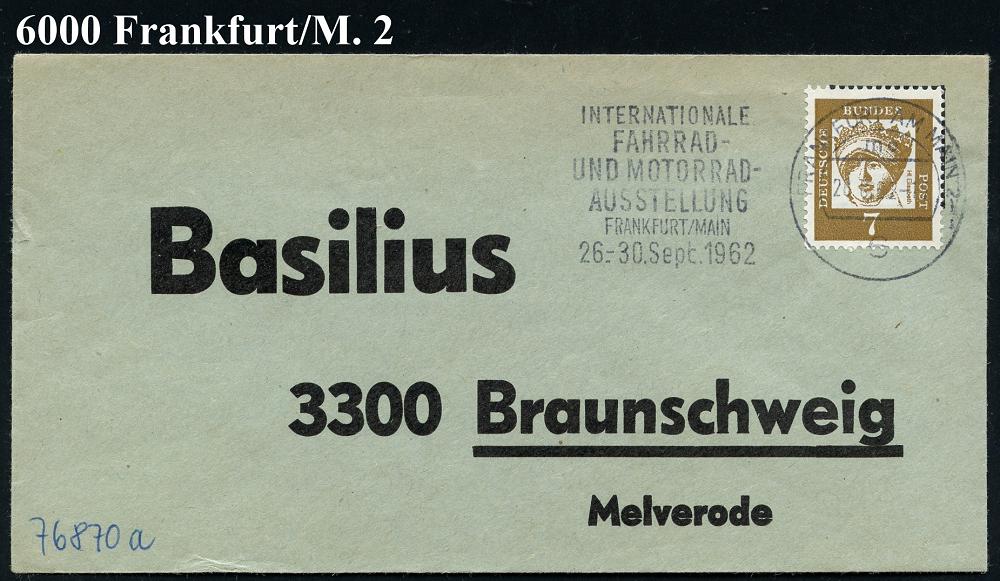 6000 Frankfurt/M. 2
INTERNATIONALE
FAHRRAD-
UND MOTORRAD-
AUSSTELLUNG
FRANKFURT/MAIN
26.-30.Sept.1962
DEUTSCHE
BUNDES
POST
7
Basilius
3300 Braunschweig
Melverode
76870a